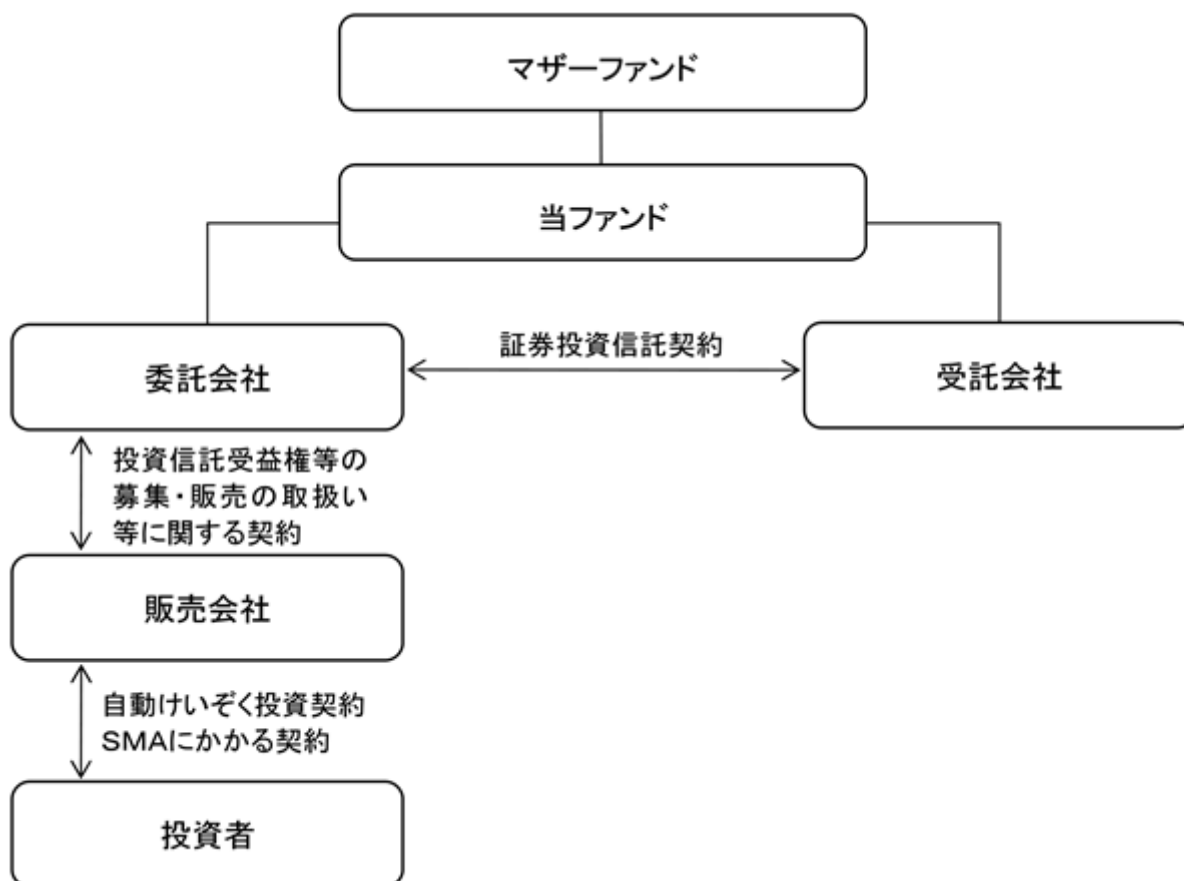 マザーファンド
当ファンド
証券投資信託契約
委託会社
受託会社
投資信託受益権等の
募集・販売の取扱い
等に関する契約
販売会社
自動けいぞく投資契約
SMAにかかる契約
投資者